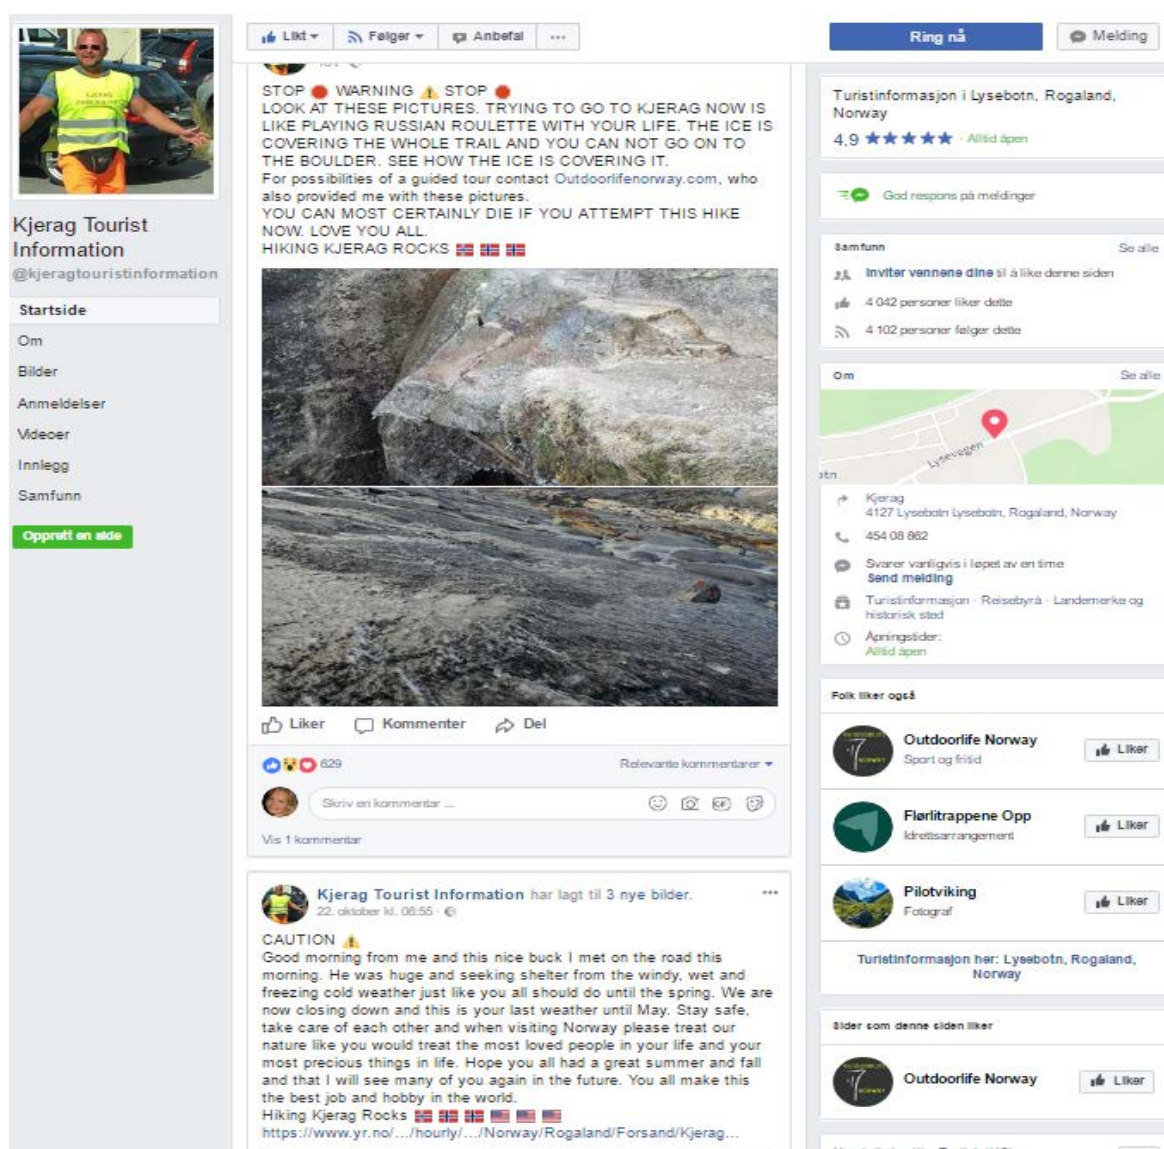 Likt
Følger
Anbefal
...
Ring nå
Melding
Kjerag Tourist
Information
@kjeragtouristinformation
Startside
Om
Bilder
Anmeldelser
Videoer
Innlegg
Samfunn
Opprett en side
STOP 🛑 WARNING ⚠ STOP 🛑
LOOK AT THESE PICTURES. TRYING TO GO TO KJERAG NOW IS
LIKE PLAYING RUSSIAN ROULETTE WITH YOUR LIFE. THE ICE IS
COVERING THE WHOLE TRAIL AND YOU CAN NOT GO ON TO
THE BOULDER. SEE HOW THE ICE IS COVERING IT.
For possibilities of a guided tour contact Outdoorlifenorway.com, who
also provided me with these pictures.
YOU CAN MOST CERTAINLY DIE IF YOU ATTEMPT THIS HIKE
NOW. LOVE YOU ALL.
HIKING KJERAG ROCKS 🇳🇴 🇳🇴 🇳🇴
Liker
Kommenter
Del
629
Relevante kommentarer
Skriv en kommentar ...
GIF
Vis 1 kommentar
Kjerag Tourist Information har lagt til 3 nye bilder.
22. oktober kl. 06:55 ·
CAUTION ⚠
Good morning from me and this nice buck I met on the road this
morning. He was huge and seeking shelter from the windy, wet and
freezing cold weather just like you all should do until the spring. We are
now closing down and this is your last weather until May. Stay safe,
take care of each other and when visiting Norway please treat our
nature like you would treat the most loved people in your life and your
most precious things in life. Hope you all had a great summer and fall
and that I will see many of you again in the future. You all make this
the best job and hobby in the world.
Hiking Kjerag Rocks 🇳🇴 🇳🇴 🇳🇴 🇺🇸 🇺🇸 🇺🇸
https://www.yr.no/.../hourly/.../Norway/Rogaland/Forsand/Kjerag...
Turistinformasjon i Lysebotn, Rogaland,
Norway
4,9 ★★★★★ · Alltid åpen
God respons på meldinger
Samfunn
Se alle
Inviter vennene dine til å like denne siden
4 042 personer liker dette
4 102 personer følger dette
Om
Se alle
Lysevegen
otn
Kjerag
4127 Lysebotn Lysebotn, Rogaland, Norway
454 08 862
Svarer vanligvis i løpet av en time
Send melding
Turistinformasjon · Reisebyrå · Landemerke og
historisk sted
Åpningstider:
Alltid åpen
Folk liker også
Outdoorlife Norway
Sport og fritid
Liker
Flørlitrappene Opp
Idrettsarrangement
Liker
Pilotviking
Fotograf
Liker
Turistinformasjon her: Lysebotn, Rogaland,
Norway
Sider som denne siden liker
Outdoorlife Norway
Liker